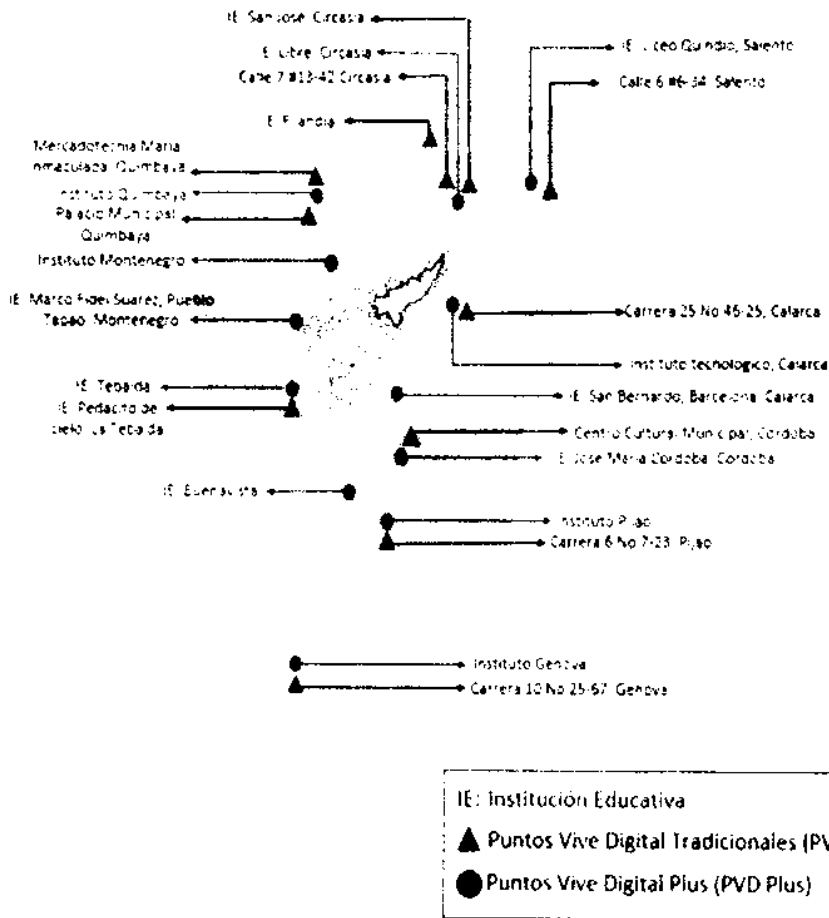 IE. San José, Circasia
IE Libre, Circasia
Calle 7 #13-42 Circasia
IE. Liceo Quindio, Salento
Calle 6 #6-34, Salento
IE Filandia
Mercadotecnia Maria
Inmaculada, Quimbaya
Instituto Quimbaya
Palacio Municipal
Quimbaya
Instituto Montenegro
IE. Marco Fidel Suarez, Pueblo
Tapao, Montenegro
Carrera 25 No 46-25, Calarca
Instituto tecnologico, Calarca
IE. Tebaida
IE. Pedacito de
cielo, La Tebaida
IE. San Bernardo, Barcelona, Calarca
Centro Cultural Municipal, Cordoba
IE Jose Maria Cordoba, Cordoba
IE. Buenavista
Instituto Pijao
Carrera 6 No 7-23, Pijao
Instituto Genova
Carrera 10 No 25-67 Genova
IE: Institución Educativa
Puntos Vive Digital Tradicionales (PV
Puntos Vive Digital Plus (PVD Plus)